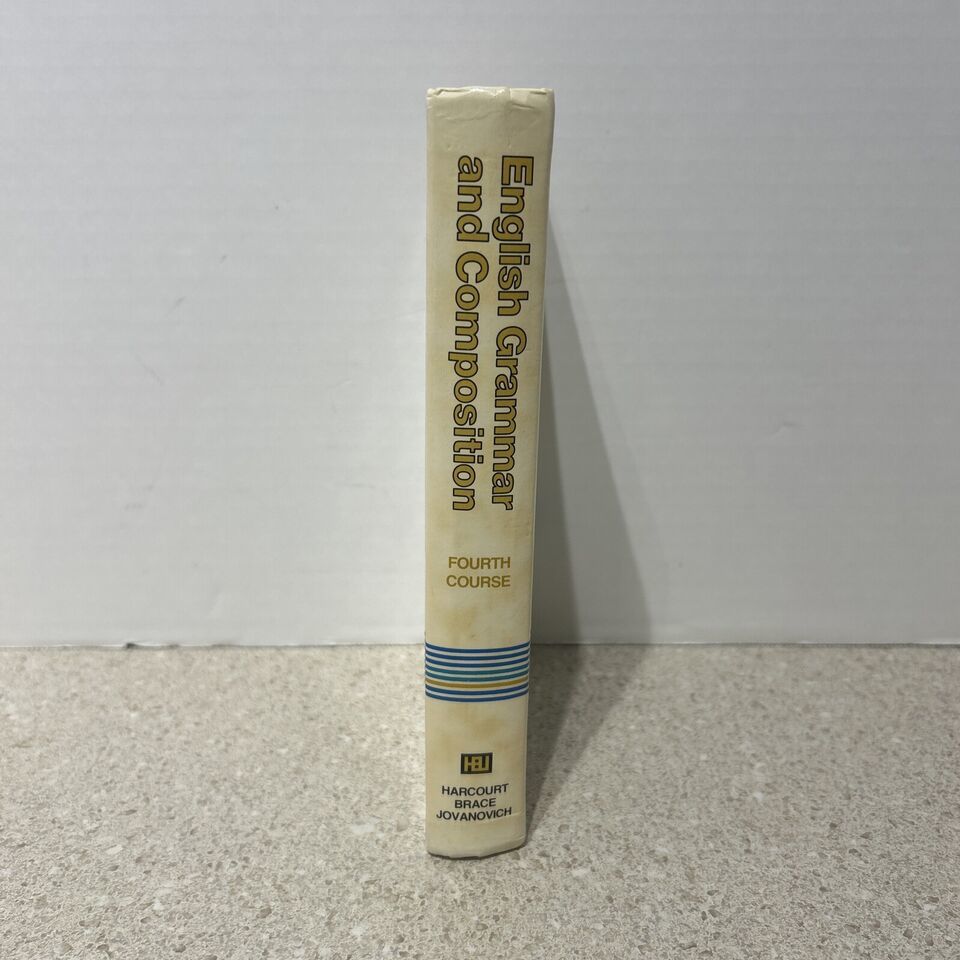 English Grammar
and Composition
FOURTH
COURSE
HBJ
HARCOURT
BRACE
JOVANOVICH